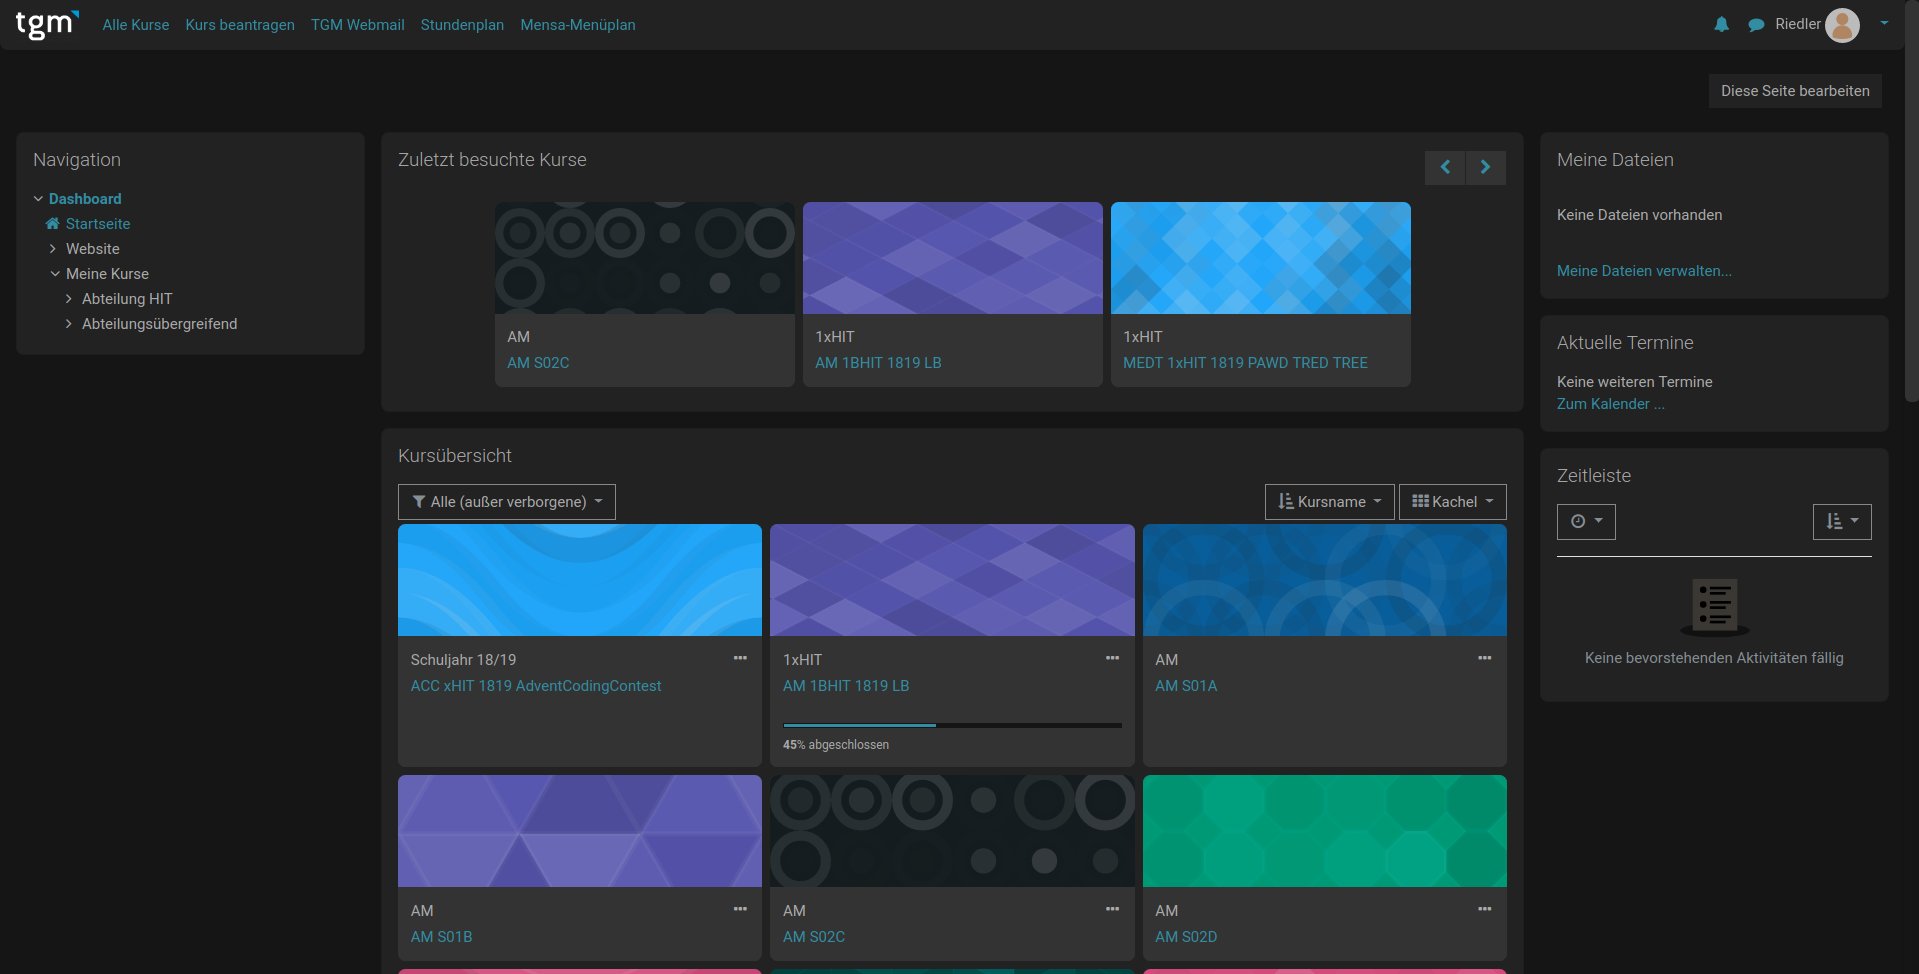 tgm
Alle Kurse Kurs beantragen TGM Webmail Stundenplan Mensa-Menüplan
Riedler
Diese Seite bearbeiten
Navigation
Dashboard
Startseite
Website
Meine Kurse
Abteilung HIT
Abteilungsübergreifend
Zuletzt besuchte Kurse
AM
AM S02C
1xHIT
AM 1BHIT 1819 LB
1xHIT
MEDT 1xHIT 1819 PAWD TRED TREE
Kursübersicht
Alle (außer verborgene)
Kursname
Kachel
Schuljahr 18/19
ACC xHIT 1819 AdventCodingContest
1xHIT
AM 1BHIT 1819 LB
45% abgeschlossen
AM
AM S01A
AM
AM S01B
AM
AM S02C
AM
AM S02D
Meine Dateien
Keine Dateien vorhanden
Meine Dateien verwalten...
Aktuelle Termine
Keine weiteren Termine
Zum Kalender ...
Zeitleiste
Keine bevorstehenden Aktivitäten fällig